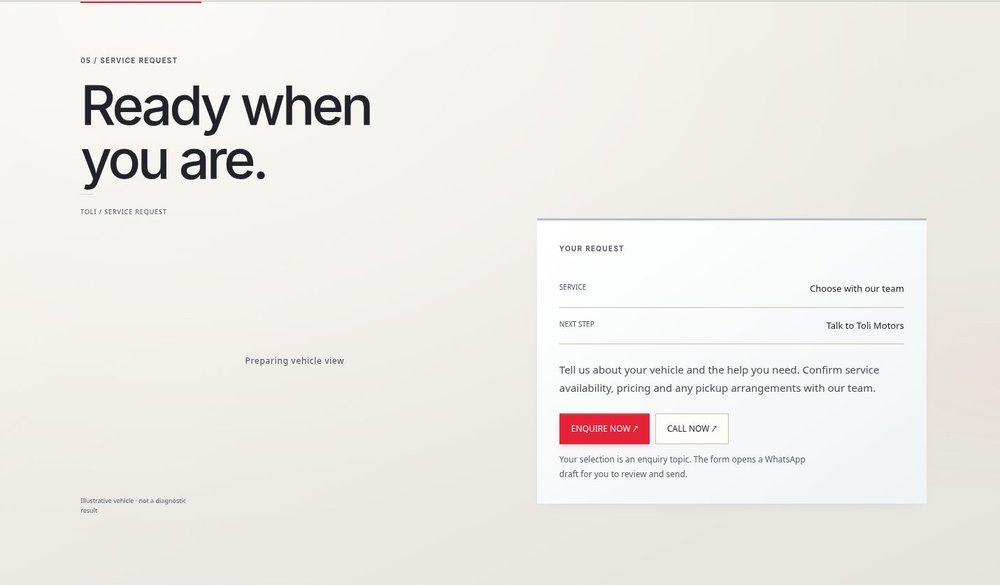 05 / SERVICE REQUEST
Ready when
you are.
TOLI / SERVICE REQUEST
Preparing vehicle view
Illustrative vehicle · not a diagnostic
result
YOUR REQUEST
SERVICE
Choose with our team
NEXT STEP
Talk to Toli Motors
Tell us about your vehicle and the help you need. Confirm service
availability, pricing and any pickup arrangements with our team.
ENQUIRE NOW ↗
CALL NOW ↗
Your selection is an enquiry topic. The form opens a WhatsApp
draft for you to review and send.